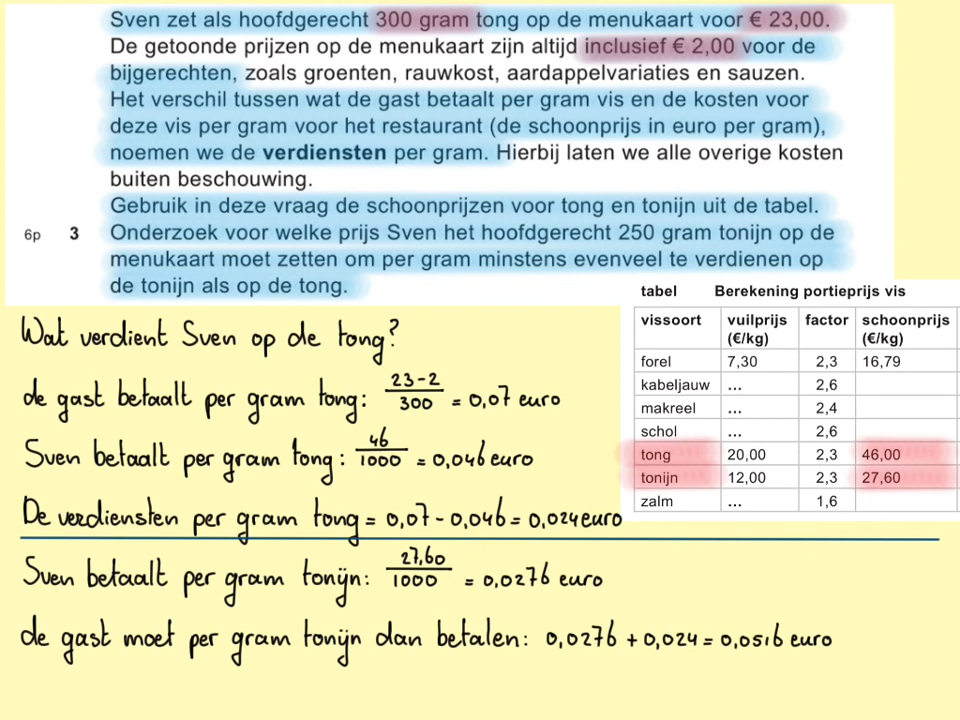 Sven zet als hoofdgerecht 300 gram tong op de menukaart voor € 23,00.
De getoonde prijzen op de menukaart zijn altijd inclusief € 2,00 voor de
bijgerechten, zoals groenten, rauwkost, aardappelvariaties en sauzen.
Het verschil tussen wat de gast betaalt per gram vis en de kosten voor
deze vis per gram voor het restaurant (de schoonprijs in euro per gram),
noemen we de verdiensten per gram. Hierbij laten we alle overige kosten
buiten beschouwing.
Gebruik in deze vraag de schoonprijzen voor tong en tonijn uit de tabel.
6p 3 Onderzoek voor welke prijs Sven het hoofdgerecht 250 gram tonijn op de
menukaart moet zetten om per gram minstens evenveel te verdienen op
de tonijn als op de tong.
tabel Berekening portieprijs vis
vissoort vuilprijs (€/kg) factor schoonprijs (€/kg)
forel 7,30 2,3 16,79
kabeljauw ... 2,6
makreel ... 2,4
schol ... 2,6
tong 20,00 2,3 46,00
tonijn 12,00 2,3 27,60
zalm ... 1,6
Wat verdient Sven op de tong?
de gast betaalt per gram tong: 23-2/300 = 0,07 euro
Sven betaalt per gram tong: 46/1000 = 0,046 euro
De verdiensten per gram tong = 0,07 - 0,046 = 0,024 euro
Sven betaalt per gram tonijn: 27,60/1000 = 0,0276 euro
de gast moet per gram tonijn dan betalen: 0,0276 + 0,024 = 0,0516 euro